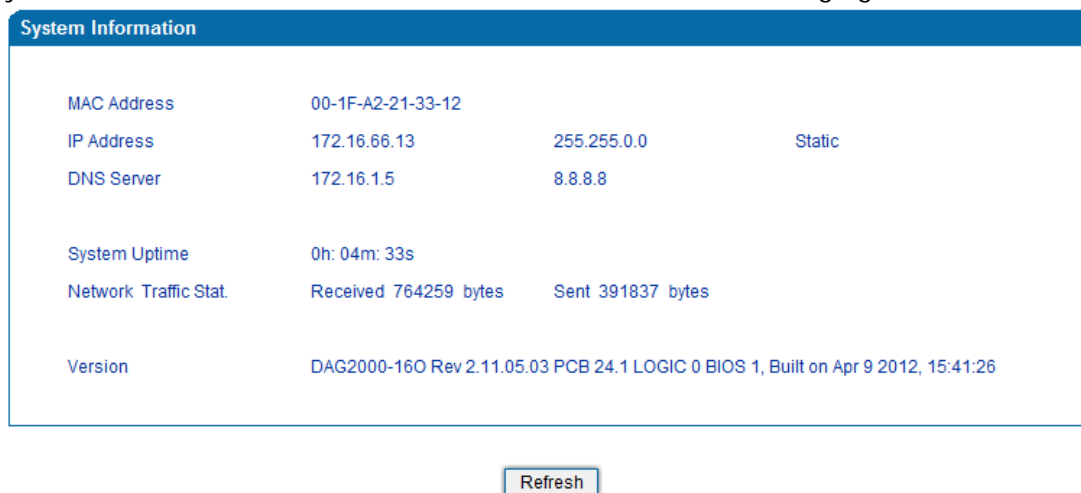 System Information
MAC Address 00-1F-A2-21-33-12
IP Address 172.16.66.13 255.255.0.0 Static
DNS Server 172.16.1.5 8.8.8.8
System Uptime 0h: 04m: 33s
Network Traffic Stat. Received 764259 bytes Sent 391837 bytes
Version DAG2000-16O Rev 2.11.05.03 PCB 24.1 LOGIC 0 BIOS 1, Built on Apr 9 2012, 15:41:26
Refresh